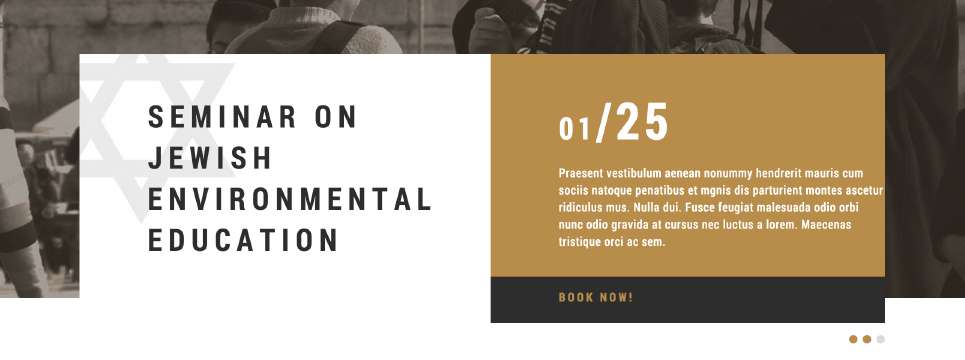 SEMINAR ON
JEWISH
ENVIRONMENTAL
EDUCATION
01/25
Praesent vestibulum aenean nonummy hendrerit mauris cum
sociis natoque penatibus et mgnis dis parturient montes ascetur
ridiculus mus. Nulla dui. Fusce feugiat malesuada odio orbi
nunc odio gravida at cursus nec luctus a lorem. Maecenas
tristique orci ac sem.
BOOK NOW!